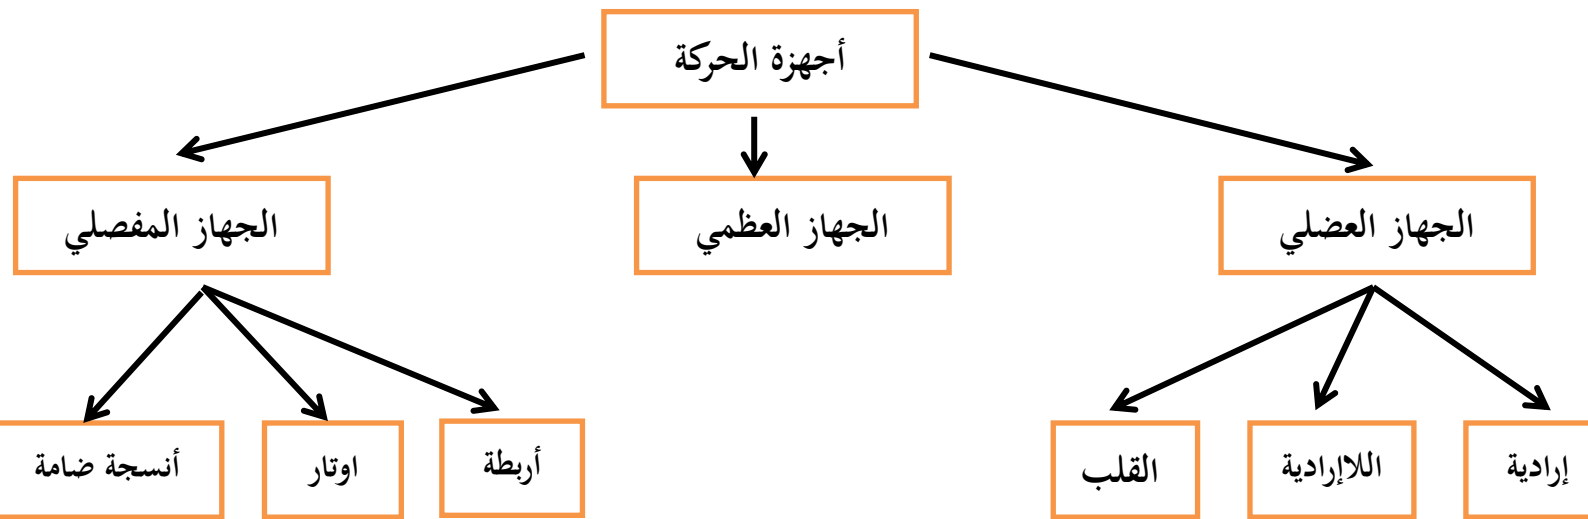 أجهزة الحركة
الجهاز العضلي
الجهاز العظمي
الجهاز المفصلي
إرادية
اللاإرادية
القلب
أربطة
اوتار
أنسجة ضامة